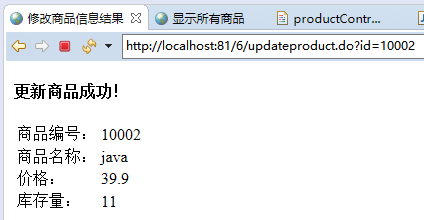 修改商品信息结果 显示所有商品 productContr...
http://localhost:81/6/updateproduct.do?id=10002
更新商品成功！
商品编号： 10002
商品名称： java
价格： 39.9
库存量： 11